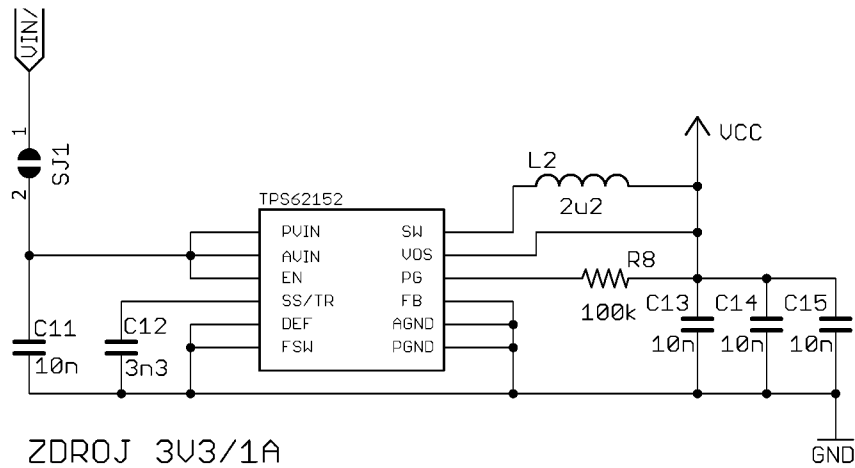 VIN/
1
SJ1
2
VCC
L2
2u2
TPS62152
PVIN
SW
AVIN
VOS
EN
PG
R8
100k
SS/TR
FB
DEF
AGND
FSW
PGND
C11
10n
C12
3n3
C13
10n
C14
10n
C15
10n
ZDROJ 3V3/1A
GND